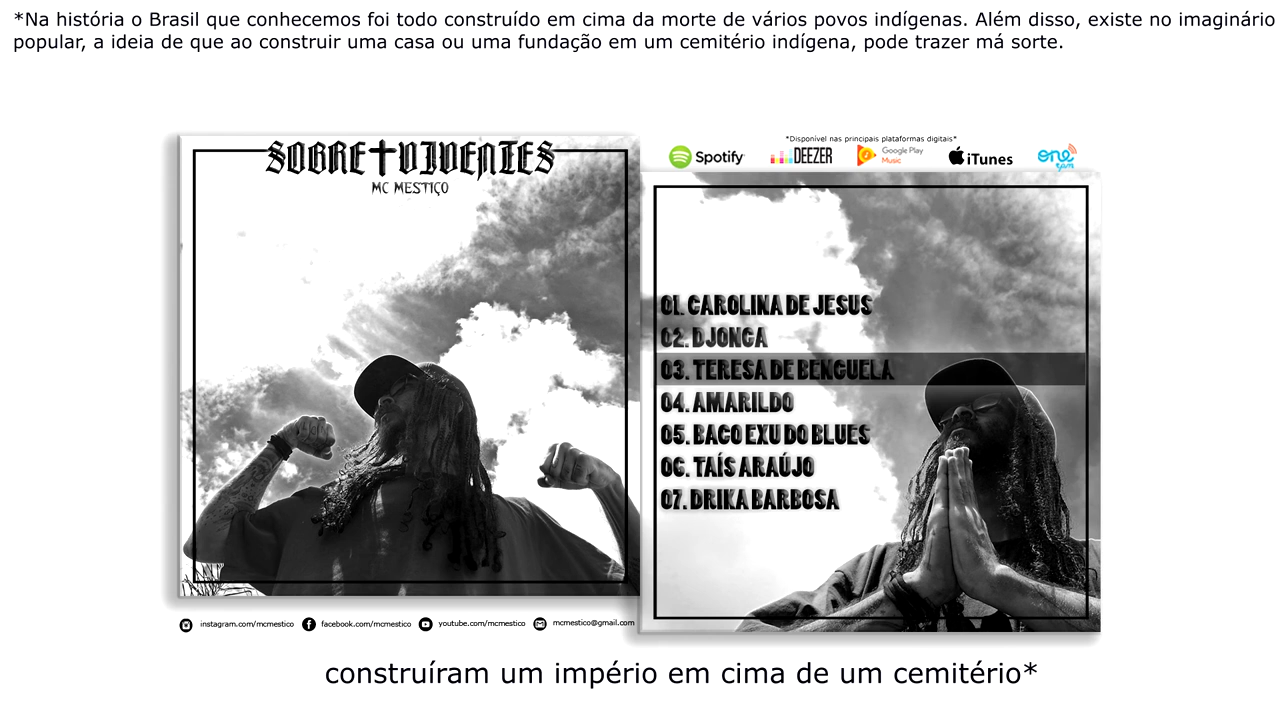 *Na história o Brasil que conhecemos foi todo construído em cima da morte de vários povos indígenas. Além disso, existe no imaginário
popular, a ideia de que ao construir uma casa ou uma fundação em um cemitério indígena, pode trazer má sorte.
SOBRE✝VIVENTES
MC MESTIÇO
*Disponível nas principais plataformas digitais*
Spotify DEEZER Google Play Music iTunes one rpm
01. CAROLINA DE JESUS
02. DJONGA
03. TERESA DE BENGUELA
04. AMARILDO
05. BACO EXU DO BLUES
06. TAÍS ARAÚJO
07. DRIKA BARBOSA
instagram.com/mcmestico facebook.com/mcmestico youtube.com/mcmestico mcmestico@gmail.com
construíram um império em cima de um cemitério*